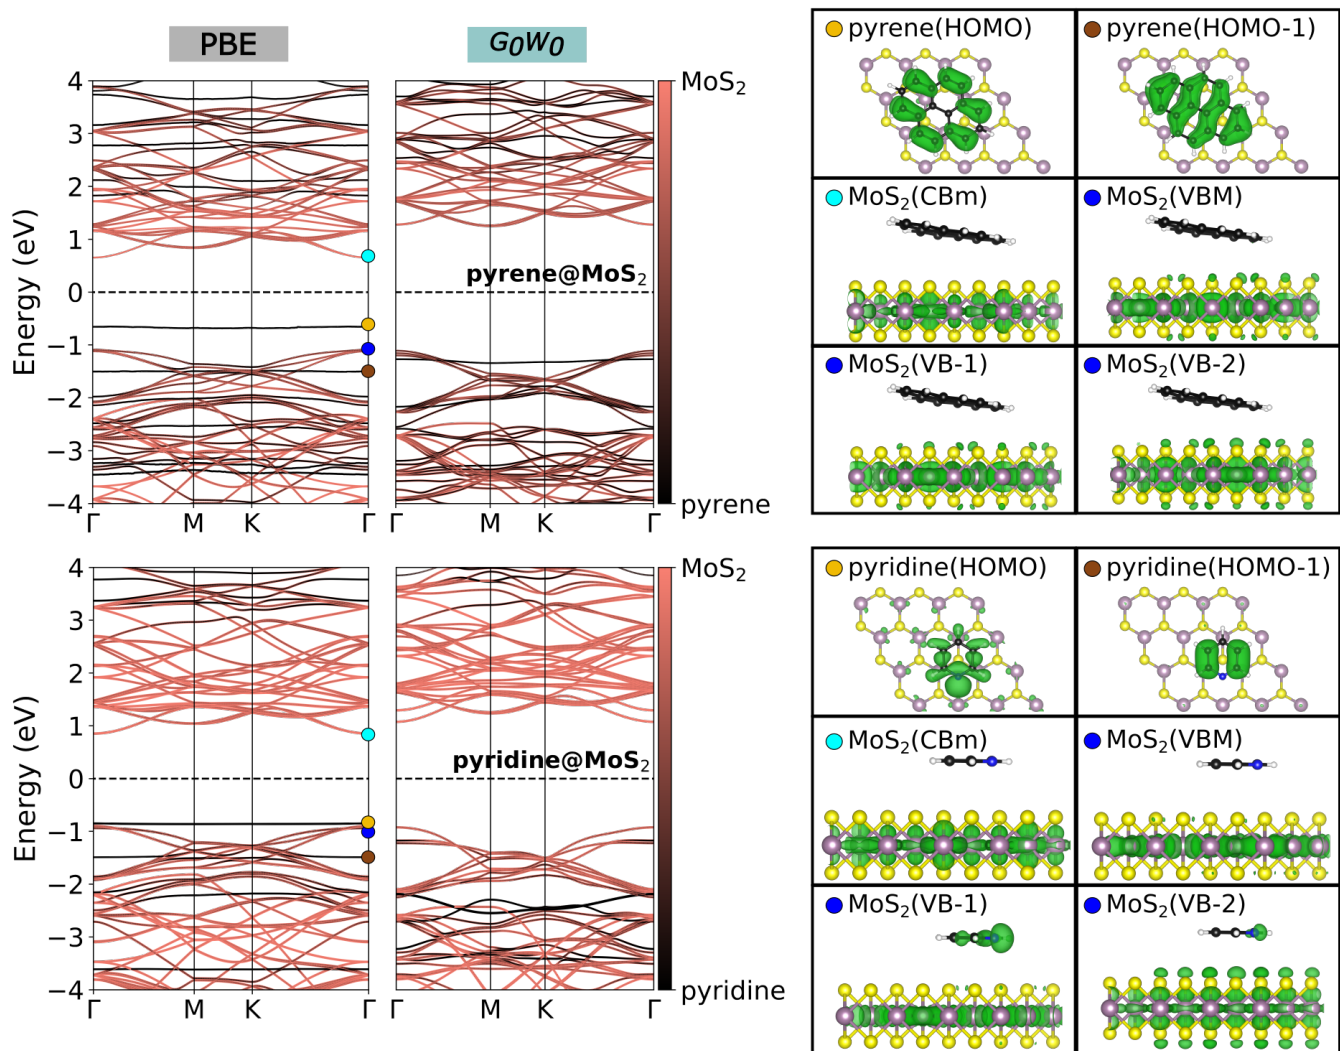 PBE
G0W0
MoS2
4
3
2
1
0
−1
−2
−3
−4
Energy (eV)
pyrene@MoS2
Γ
M
K
Γ
Γ
M
K
Γ
pyrene
pyrene(HOMO)
pyrene(HOMO-1)
MoS2(CBm)
MoS2(VBM)
MoS2(VB-1)
MoS2(VB-2)
MoS2
4
3
2
1
0
−1
−2
−3
−4
Energy (eV)
pyridine@MoS2
Γ
M
K
Γ
Γ
M
K
Γ
pyridine
pyridine(HOMO)
pyridine(HOMO-1)
MoS2(CBm)
MoS2(VBM)
MoS2(VB-1)
MoS2(VB-2)